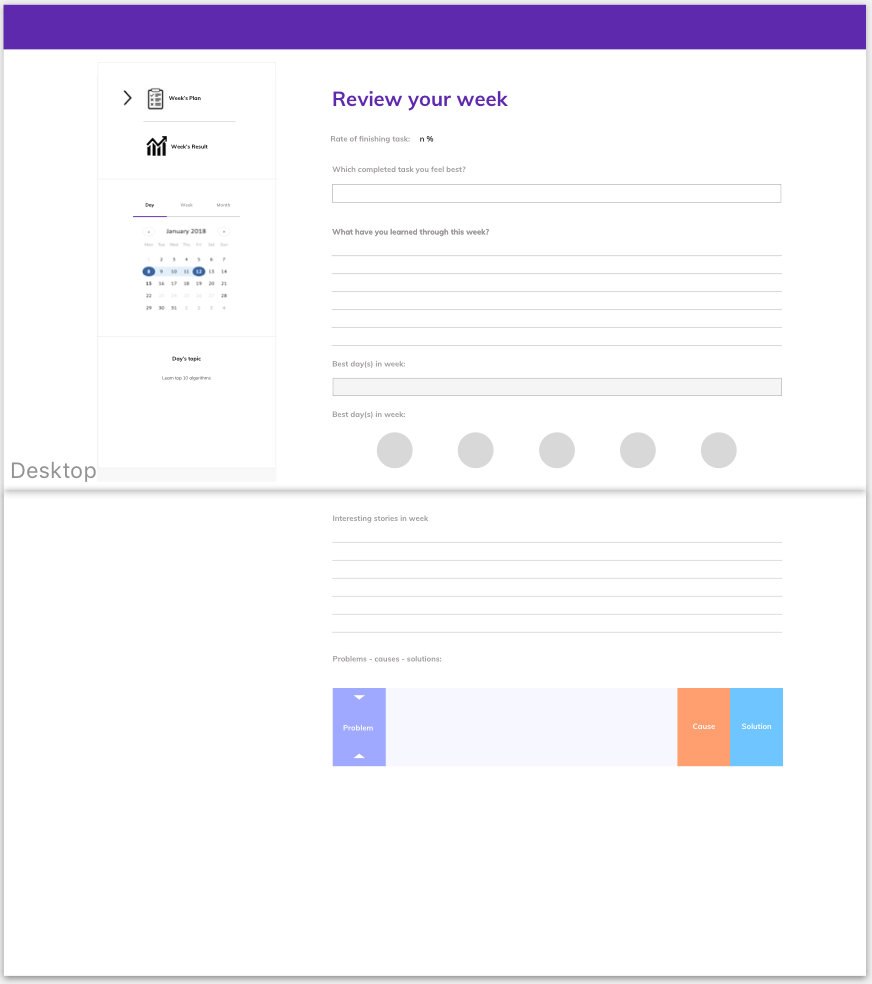 Week's Plan
Week's Result
Day Week Month
January 2018
Mon Tue Wed Thu Fri Sat Sun
1 2 3 4 5 6 7
8 9 10 11 12 13 14
15 16 17 18 19 20 21
22 23 24 25 26 27 28
29 30 31 1 2 3 4
Day's topic
Learn top 10 algorithms
Desktop
Review your week
Rate of finishing task: n %
Which completed task you feel best?
What have you learned through this week?
Best day(s) in week:
Best day(s) in week:
Interesting stories in week
Problems - causes - solutions:
Problem
Cause
Solution